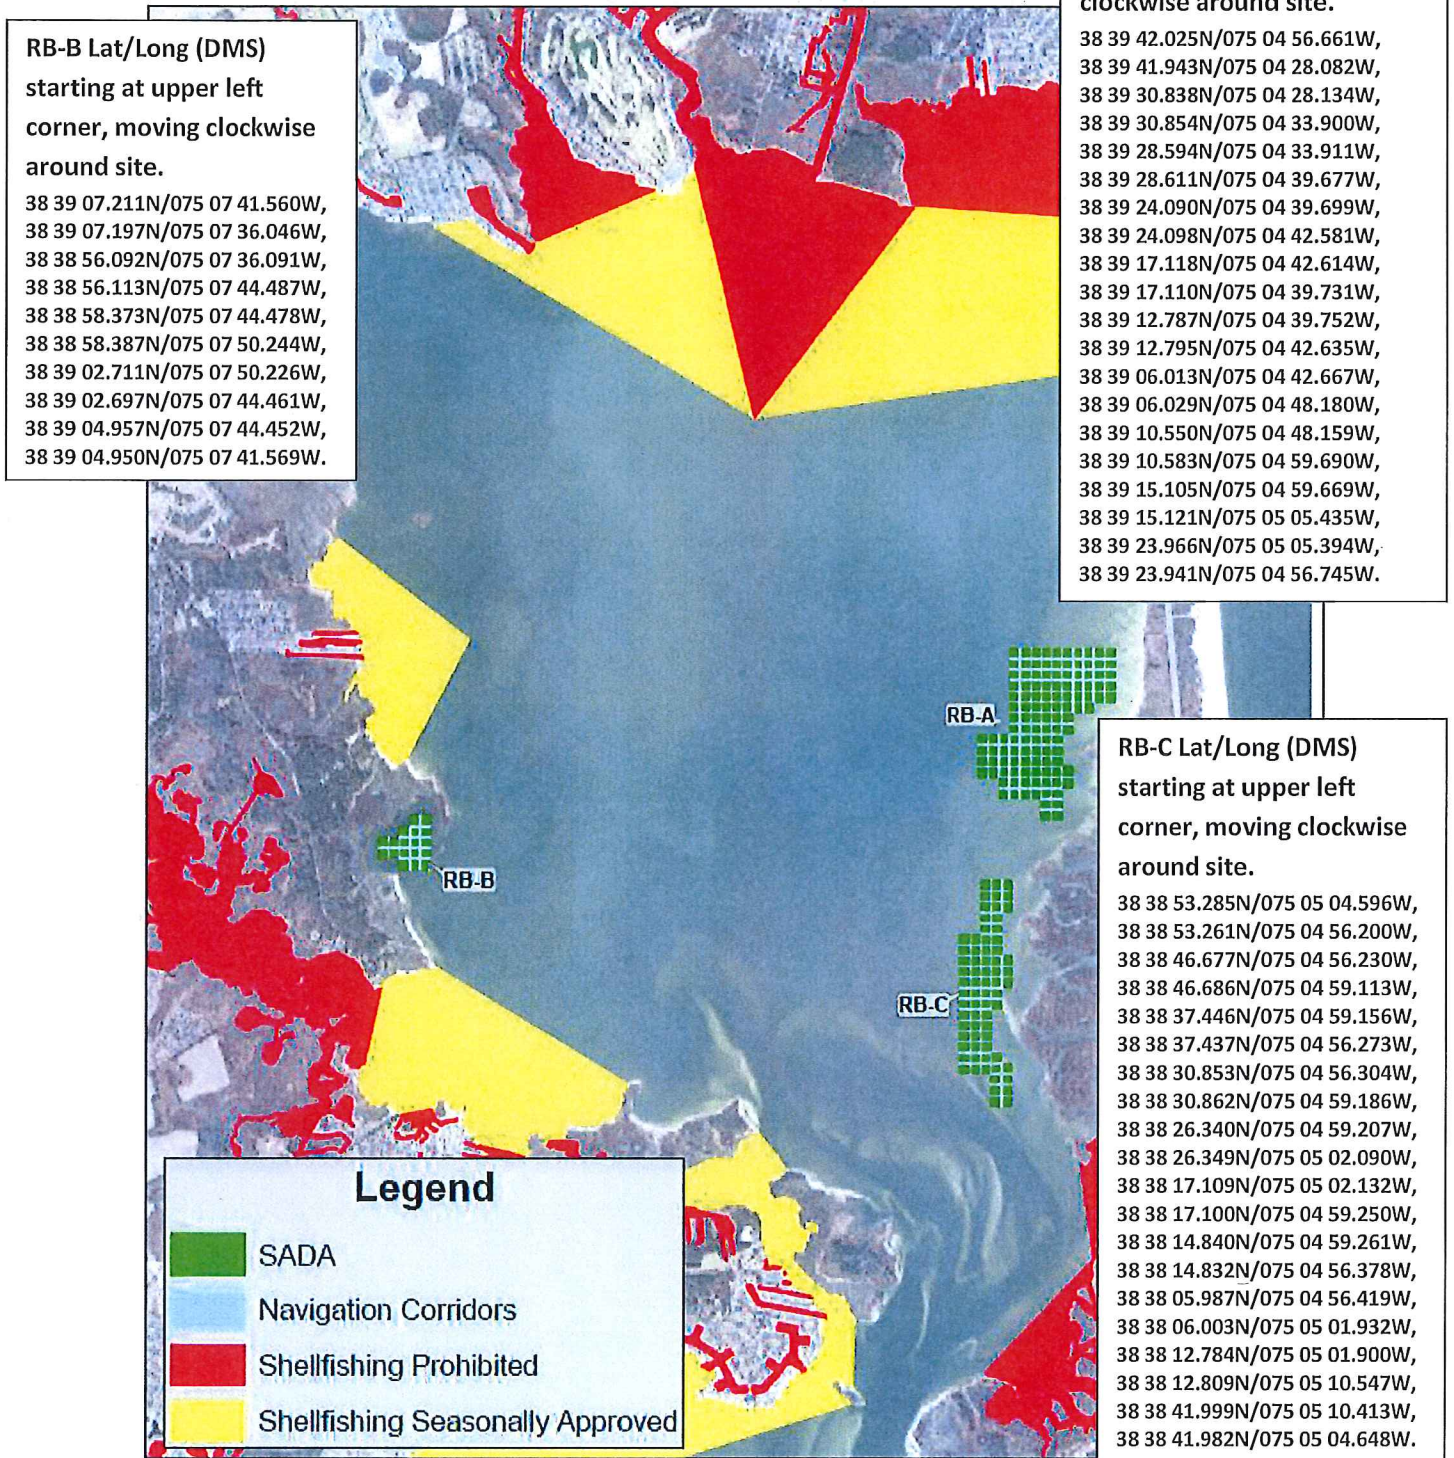 RB-B Lat/Long (DMS)
starting at upper left
corner, moving clockwise
around site.
38 39 07.211N/075 07 41.560W,
38 39 07.197N/075 07 36.046W,
38 38 56.092N/075 07 36.091W,
38 38 56.113N/075 07 44.487W,
38 38 58.373N/075 07 44.478W,
38 38 58.387N/075 07 50.244W,
38 39 02.711N/075 07 50.226W,
38 39 02.697N/075 07 44.461W,
38 39 04.957N/075 07 44.452W,
38 39 04.950N/075 07 41.569W.
clockwise around site.
38 39 42.025N/075 04 56.661W,
38 39 41.943N/075 04 28.082W,
38 39 30.838N/075 04 28.134W,
38 39 30.854N/075 04 33.900W,
38 39 28.594N/075 04 33.911W,
38 39 28.611N/075 04 39.677W,
38 39 24.090N/075 04 39.699W,
38 39 24.098N/075 04 42.581W,
38 39 17.118N/075 04 42.614W,
38 39 17.110N/075 04 39.731W,
38 39 12.787N/075 04 39.752W,
38 39 12.795N/075 04 42.635W,
38 39 06.013N/075 04 42.667W,
38 39 06.029N/075 04 48.180W,
38 39 10.550N/075 04 48.159W,
38 39 10.583N/075 04 59.690W,
38 39 15.105N/075 04 59.669W,
38 39 15.121N/075 05 05.435W,
38 39 23.966N/075 05 05.394W,
38 39 23.941N/075 04 56.745W.
RB-A
RB-B
RB-C
RB-C Lat/Long (DMS)
starting at upper left
corner, moving clockwise
around site.
38 38 53.285N/075 05 04.596W,
38 38 53.261N/075 04 56.200W,
38 38 46.677N/075 04 56.230W,
38 38 46.686N/075 04 59.113W,
38 38 37.446N/075 04 59.156W,
38 38 37.437N/075 04 56.273W,
38 38 30.853N/075 04 56.304W,
38 38 30.862N/075 04 59.186W,
38 38 26.340N/075 04 59.207W,
38 38 26.349N/075 05 02.090W,
38 38 17.109N/075 05 02.132W,
38 38 17.100N/075 04 59.250W,
38 38 14.840N/075 04 59.261W,
38 38 14.832N/075 04 56.378W,
38 38 05.987N/075 04 56.419W,
38 38 06.003N/075 05 01.932W,
38 38 12.784N/075 05 01.900W,
38 38 12.809N/075 05 10.547W,
38 38 41.999N/075 05 10.413W,
38 38 41.982N/075 05 04.648W.
Legend
SADA
Navigation Corridors
Shellfishing Prohibited
Shellfishing Seasonally Approved